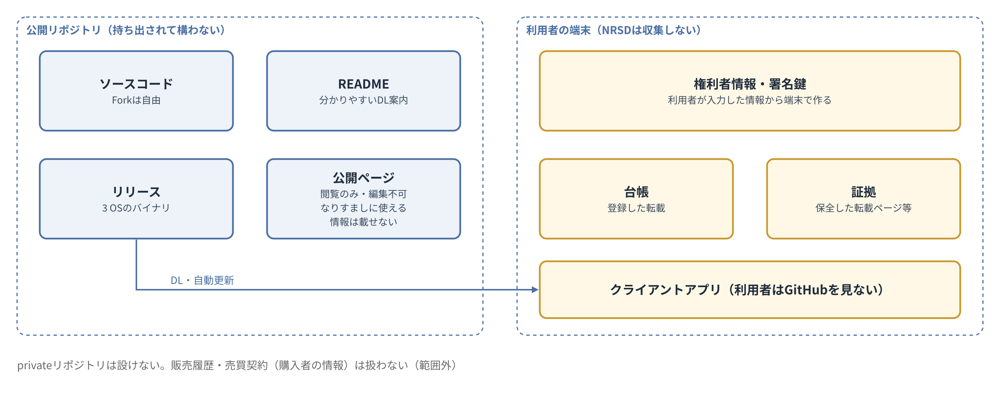 公開リポジトリ（持ち出されて構わない）
ソースコード
Forkは自由
README
分かりやすいDL案内
リリース
3 OSのバイナリ
公開ページ
閲覧のみ・編集不可
なりすましに使える
情報は載せない
DL・自動更新
利用者の端末（NRSDは収集しない）
権利者情報・署名鍵
利用者が入力した情報から端末で作る
台帳
登録した転載
証拠
保全した転載ページ等
クライアントアプリ（利用者はGitHubを見ない）
privateリポジトリは設けない。販売履歴・売買契約（購入者の情報）は扱わない（範囲外）